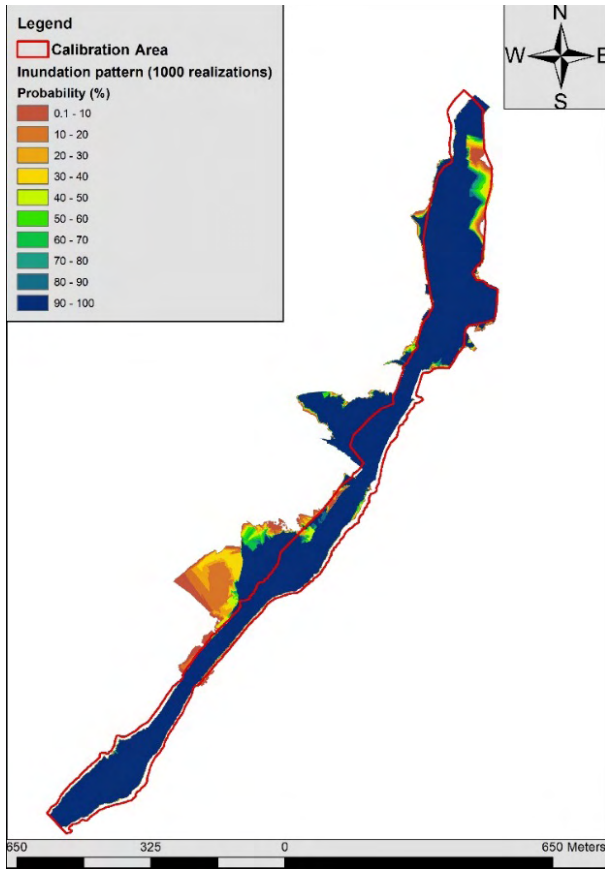 Legend
Calibration Area
Inundation pattern (1000 realizations)
Probability (%)
0.1 - 10
10 - 20
20 - 30
30 - 40
40 - 50
50 - 60
60 - 70
70 - 80
80 - 90
90 - 100
N
W E
S
650 325 0 650 Meters